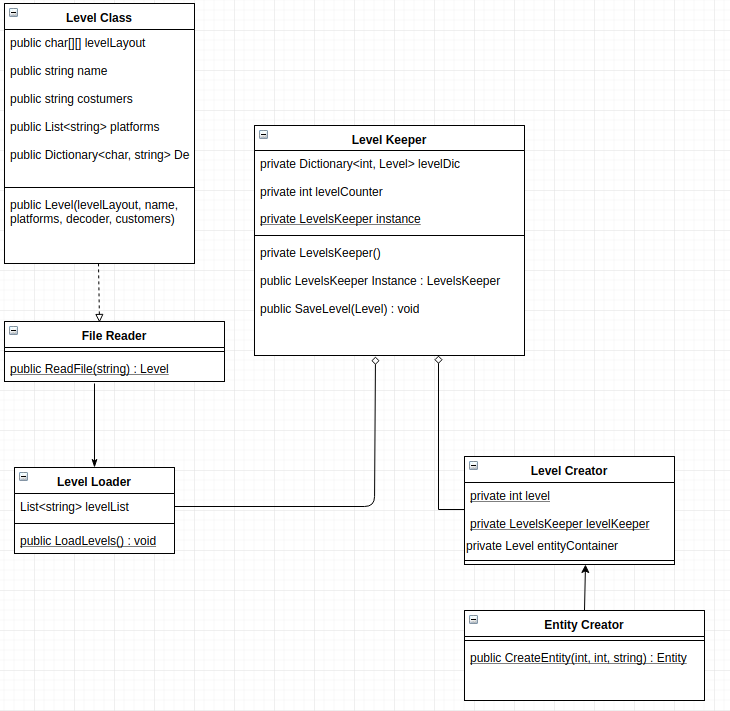 Level Class
public char[][] levelLayout
public string name
public string costumers
public List<string> platforms
public Dictionary<char, string> De
public Level(levelLayout, name,
platforms, decoder, customers)
Level Keeper
private Dictionary<int, Level> levelDic
private int levelCounter
private LevelsKeeper instance
private LevelsKeeper()
public LevelsKeeper Instance : LevelsKeeper
public SaveLevel(Level) : void
File Reader
public ReadFile(string) : Level
Level Loader
List<string> levelList
public LoadLevels() : void
Level Creator
private int level
private LevelsKeeper levelKeeper
private Level entityContainer
Entity Creator
public CreateEntity(int, int, string) : Entity